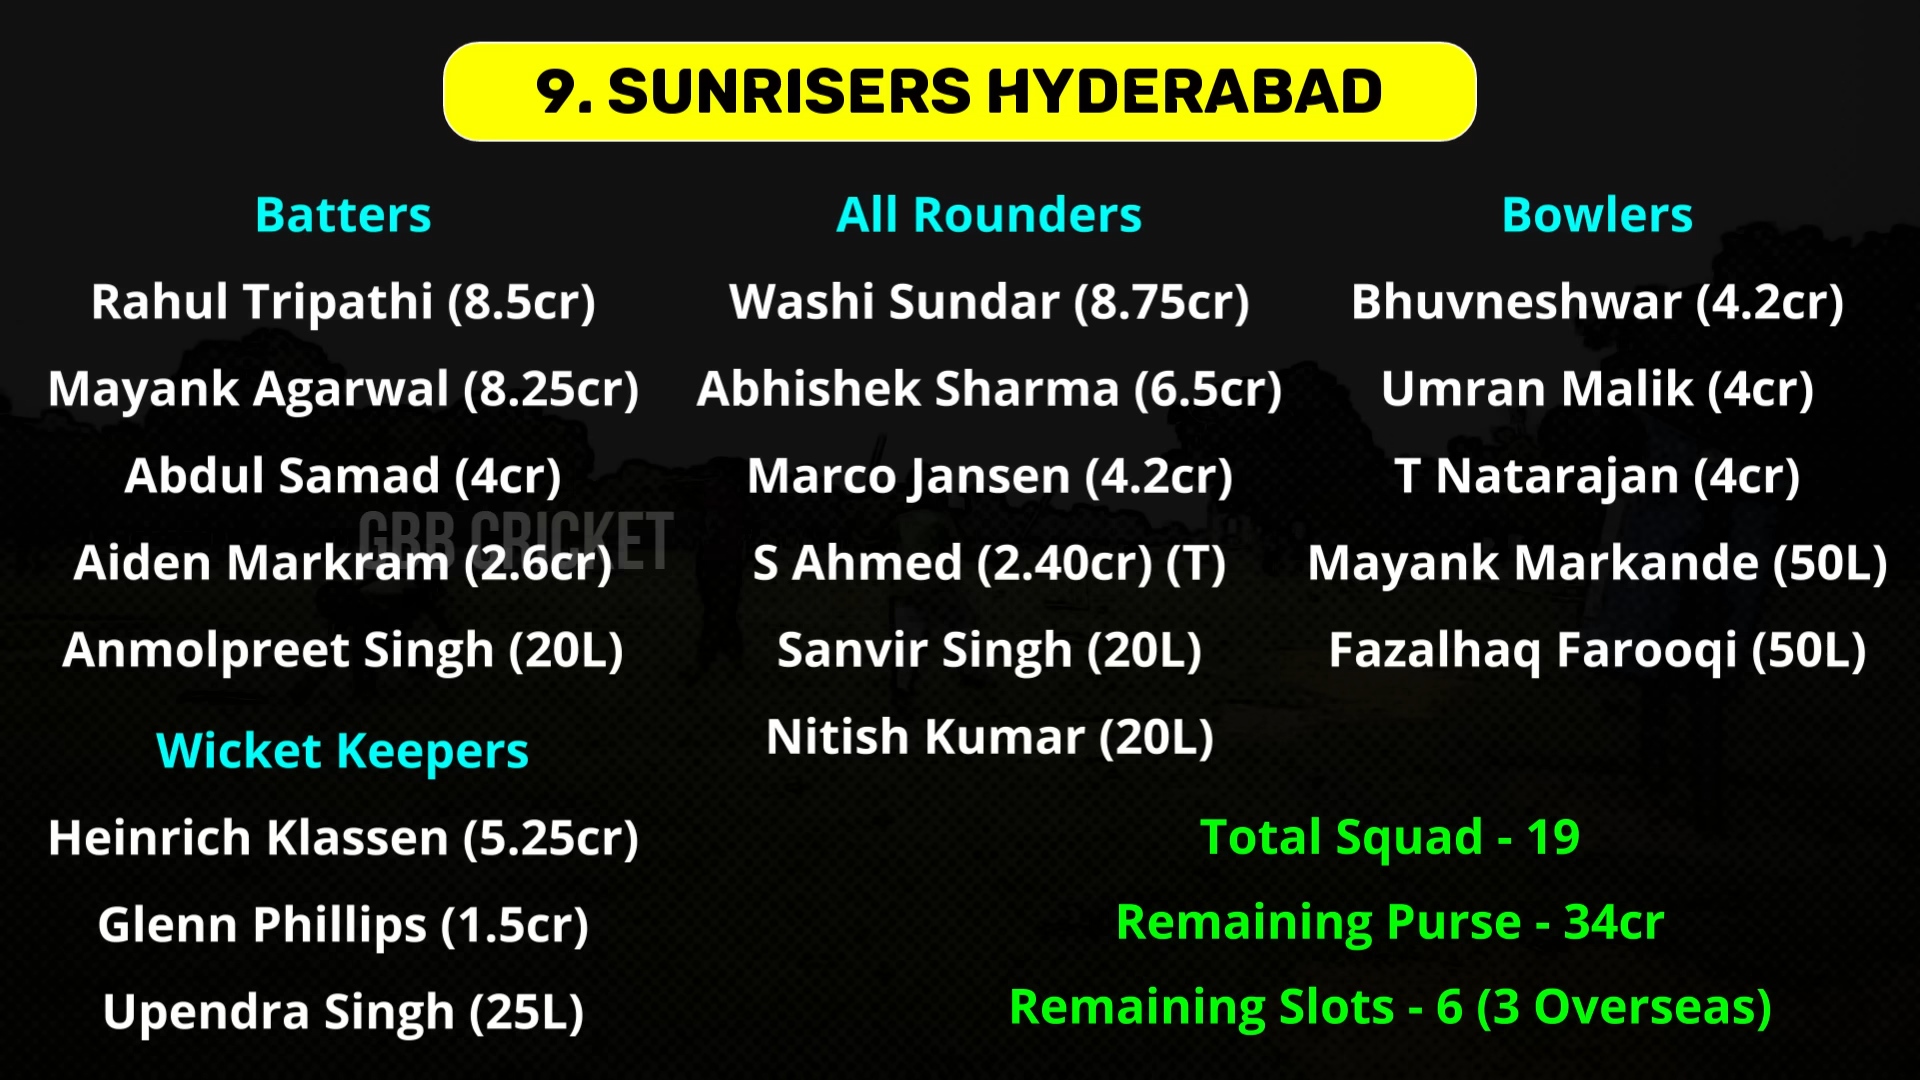 9. SUNRISERS HYDERABAD
Batters
Rahul Tripathi (8.5cr)
Mayank Agarwal (8.25cr)
Abdul Samad (4cr)
Aiden Markram (2.6cr)
Anmolpreet Singh (20L)
Wicket Keepers
Heinrich Klassen (5.25cr)
Glenn Phillips (1.5cr)
Upendra Singh (25L)
All Rounders
Washi Sundar (8.75cr)
Abhishek Sharma (6.5cr)
Marco Jansen (4.2cr)
S Ahmed (2.40cr) (T)
Sanvir Singh (20L)
Nitish Kumar (20L)
Bowlers
Bhuvneshwar (4.2cr)
Umran Malik (4cr)
T Natarajan (4cr)
Mayank Markande (50L)
Fazalhaq Farooqi (50L)
Total Squad - 19
Remaining Purse - 34cr
Remaining Slots - 6 (3 Overseas)
GBB CRICKET